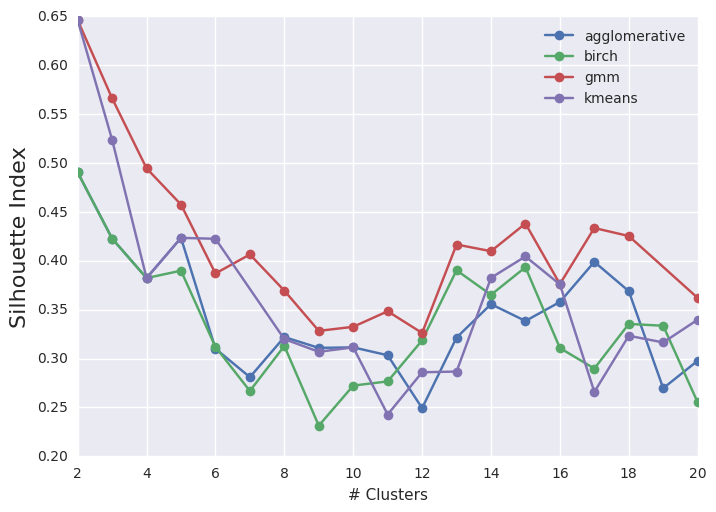 0.65
0.60
0.55
0.50
0.45
0.40
0.35
0.30
0.25
0.20
Silhouette Index
agglomerative
birch
gmm
kmeans
2 4 6 8 10 12 14 16 18 20
# Clusters